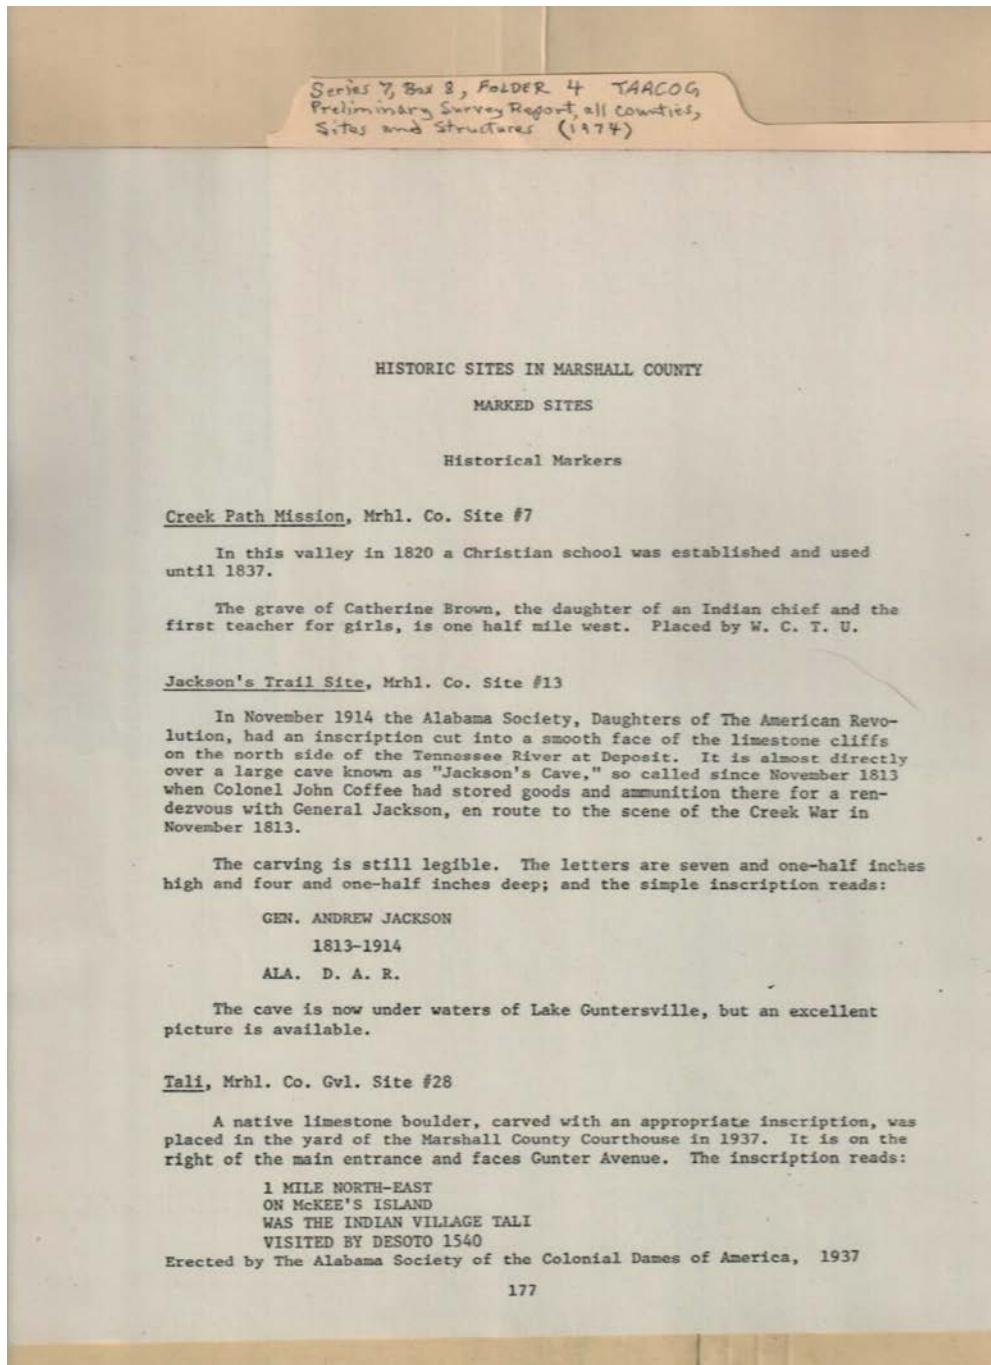 Series 7, Box 8, FOLDER 4 TAACOG
Preliminary Survey Report, all counties,
Sites and Structures (1974)
HISTORIC SITES IN MARSHALL COUNTY
MARKED SITES
Historical Markers
Creek Path Mission, Mrhl. Co. Site #7
In this valley in 1820 a Christian school was established and used
until 1837.
The grave of Catherine Brown, the daughter of an Indian chief and the
first teacher for girls, is one half mile west. Placed by W. C. T. U.
Jackson's Trail Site, Mrhl. Co. Site #13
In November 1914 the Alabama Society, Daughters of The American Revo-
lution, had an inscription cut into a smooth face of the limestone cliffs
on the north side of the Tennessee River at Deposit. It is almost directly
over a large cave known as "Jackson's Cave," so called since November 1813
when Colonel John Coffee had stored goods and ammunition there for a ren-
dezvous with General Jackson, en route to the scene of the Creek War in
November 1813.
The carving is still legible. The letters are seven and one-half inches
high and four and one-half inches deep; and the simple inscription reads:
GEN. ANDREW JACKSON
1813-1914
ALA. D. A. R.
The cave is now under waters of Lake Guntersville, but an excellent
picture is available.
Tali, Mrhl. Co. Gvl. Site #28
A native limestone boulder, carved with an appropriate inscription, was
placed in the yard of the Marshall County Courthouse in 1937. It is on the
right of the main entrance and faces Gunter Avenue. The inscription reads:
1 MILE NORTH-EAST
ON McKEE'S ISLAND
WAS THE INDIAN VILLAGE TALI
VISITED BY DESOTO 1540
Erected by The Alabama Society of the Colonial Dames of America, 1937
177